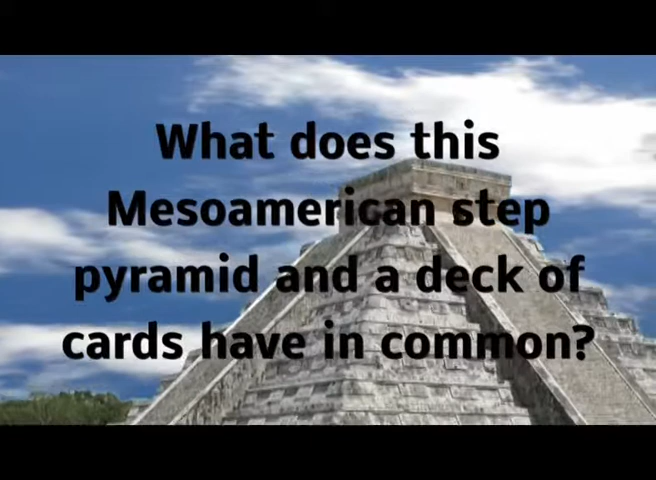 What does this
Mesoamerican step
pyramid and a deck of
cards have in common?